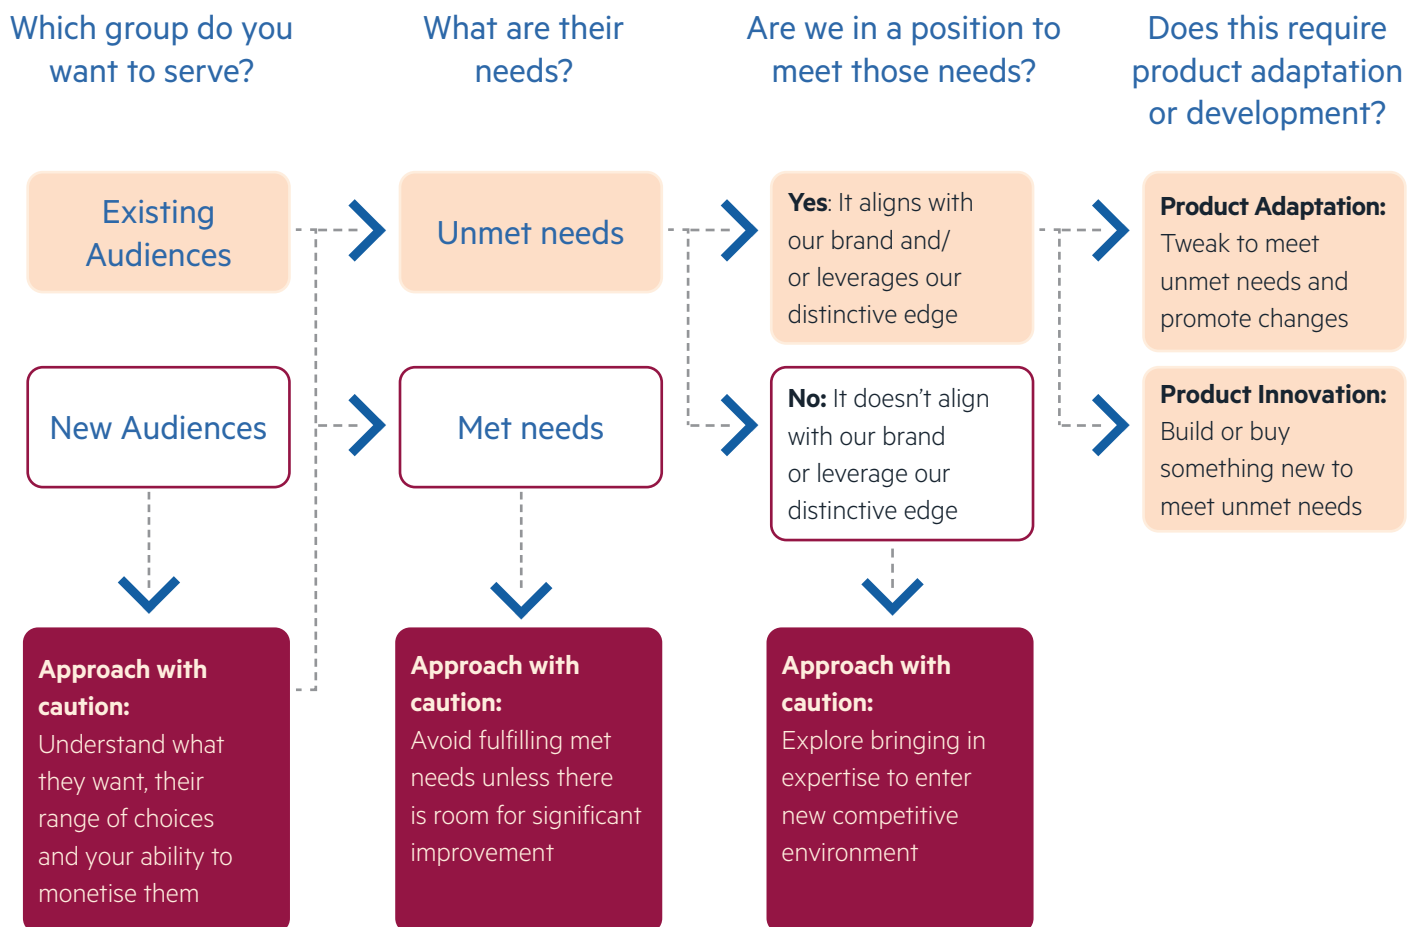 Which group do you
want to serve?
What are their
needs?
Are we in a position to
meet those needs?
Does this require
product adaptation
or development?
Existing
Audiences
Unmet needs
Yes: It aligns with
our brand and/
or leverages our
distinctive edge
Product Adaptation:
Tweak to meet
unmet needs and
promote changes
New Audiences
Met needs
No: It doesn’t align
with our brand
or leverage our
distinctive edge
Product Innovation:
Build or buy
something new to
meet unmet needs
Approach with
caution:
Understand what
they want, their
range of choices
and your ability to
monetise them
Approach with
caution:
Avoid fulfilling met
needs unless there
is room for significant
improvement
Approach with
caution:
Explore bringing in
expertise to enter
new competitive
environment